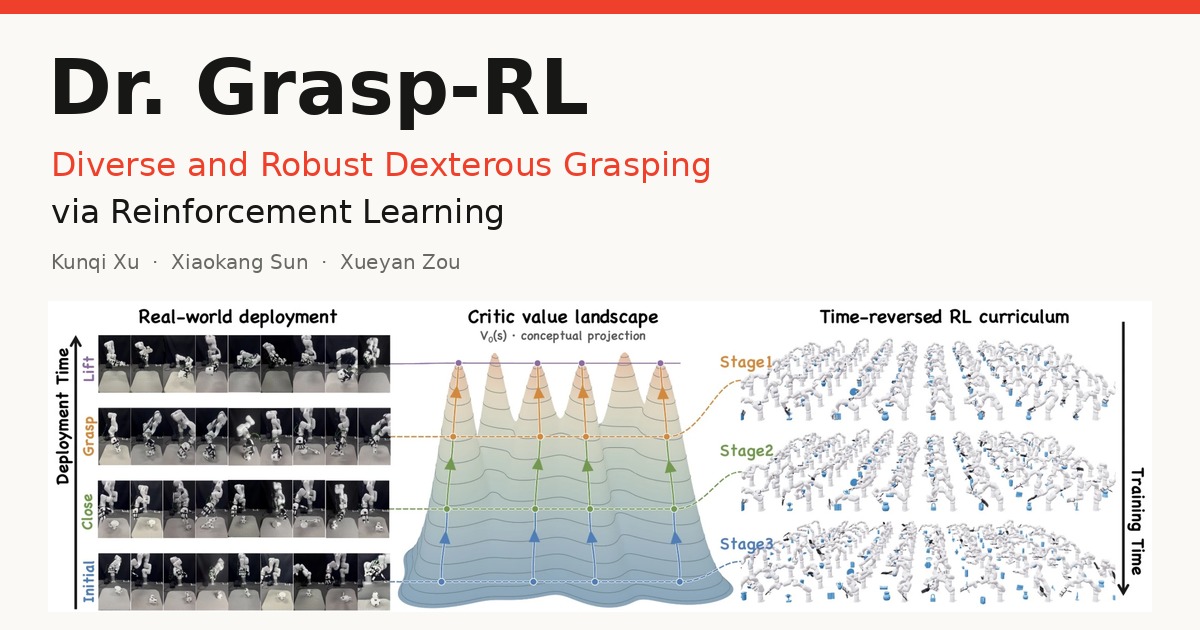 Dr. Grasp-RL
Diverse and Robust Dexterous Grasping
via Reinforcement Learning
Kunqi Xu · Xiaokang Sun · Xueyan Zou
Real-world deployment
Deployment Time
Lift
Grasp
Close
Initial
Critic value landscape
V₀(s) · conceptual projection
Time-reversed RL curriculum
Stage1
Stage2
Stage3
Training Time